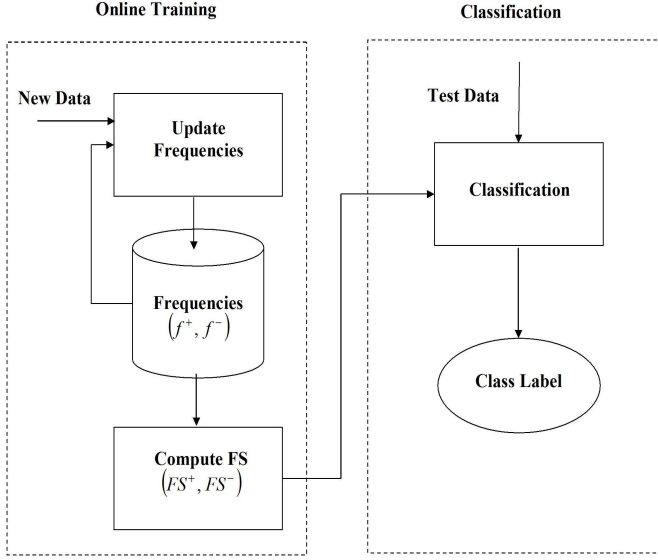 Online Training
Classification
New Data
Update
Frequencies
Frequencies
(f⁺, f⁻)
Compute FS
(FS⁺, FS⁻)
Test Data
Classification
Class Label